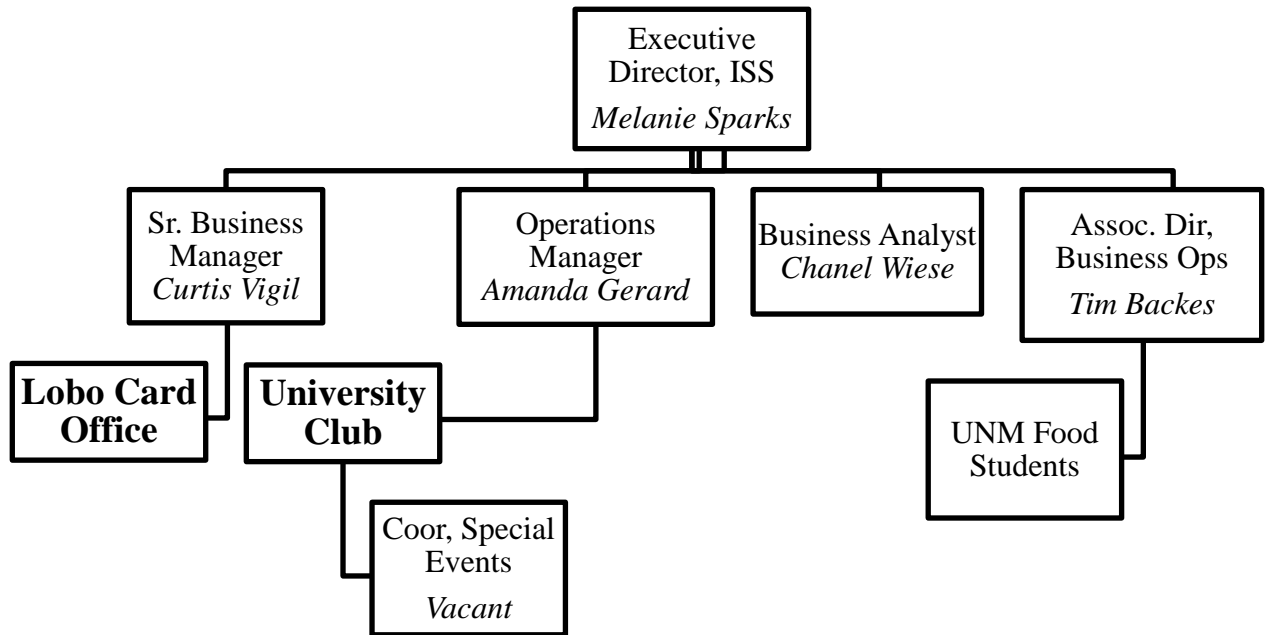 Executive
Director, ISS
Melanie Sparks
Sr. Business
Manager
Curtis Vigil
Operations
Manager
Amanda Gerard
Business Analyst
Chanel Wiese
Assoc. Dir,
Business Ops
Tim Backes
Lobo Card
Office
University
Club
UNM Food
Students
Coor, Special
Events
Vacant